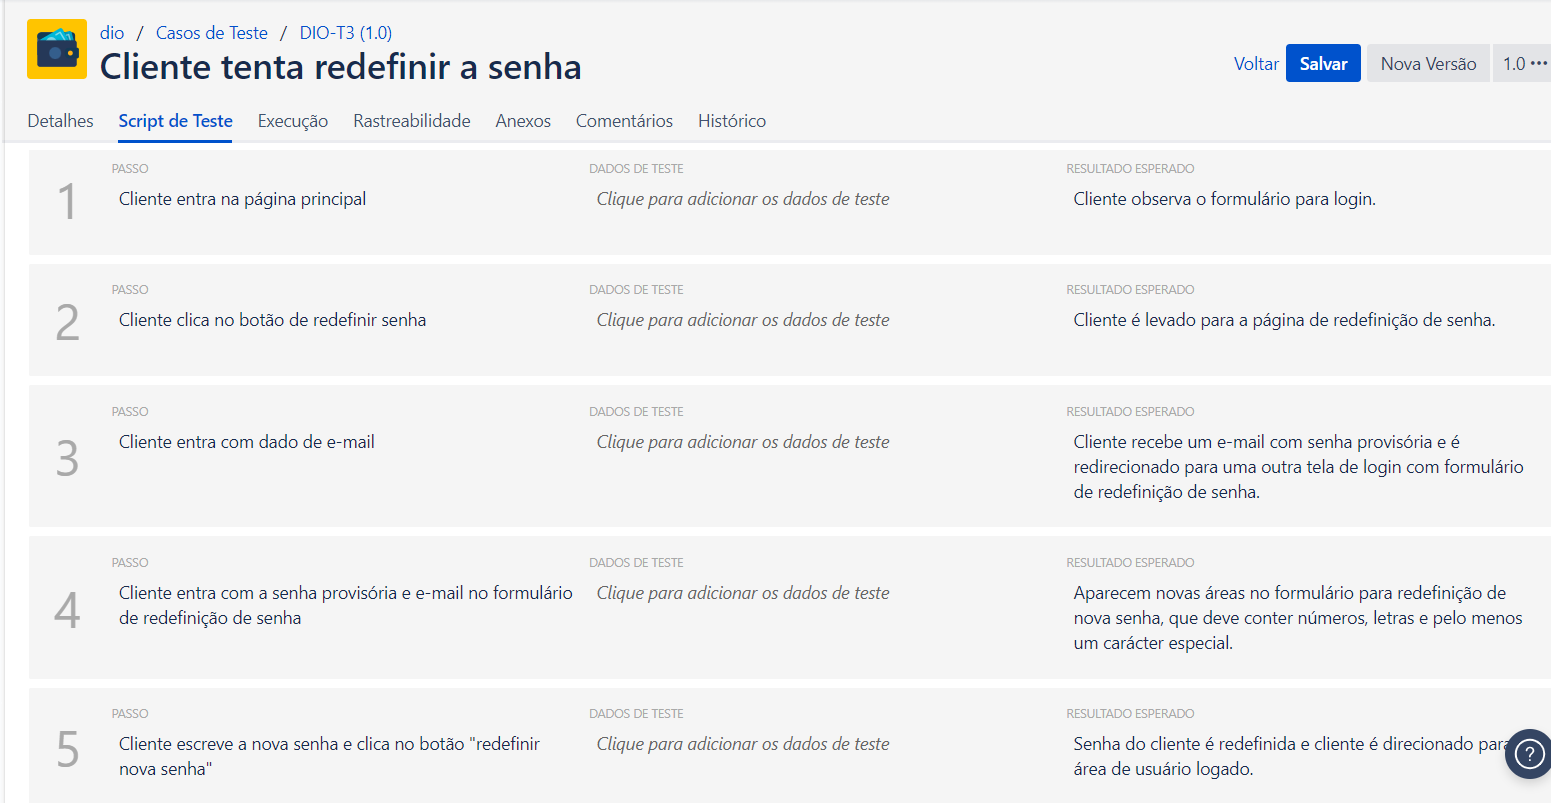 dio / Casos de Teste / DIO-T3 (1.0)
Cliente tenta redefinir a senha
Voltar Salvar Nova Versão 1.0 •••
Detalhes Script de Teste Execução Rastreabilidade Anexos Comentários Histórico
1
PASSO
Cliente entra na página principal
DADOS DE TESTE
Clique para adicionar os dados de teste
RESULTADO ESPERADO
Cliente observa o formulário para login.
2
PASSO
Cliente clica no botão de redefinir senha
DADOS DE TESTE
Clique para adicionar os dados de teste
RESULTADO ESPERADO
Cliente é levado para a página de redefinição de senha.
3
PASSO
Cliente entra com dado de e-mail
DADOS DE TESTE
Clique para adicionar os dados de teste
RESULTADO ESPERADO
Cliente recebe um e-mail com senha provisória e é
redirecionado para uma outra tela de login com formulário
de redefinição de senha.
4
PASSO
Cliente entra com a senha provisória e e-mail no formulário
de redefinição de senha
DADOS DE TESTE
Clique para adicionar os dados de teste
RESULTADO ESPERADO
Aparecem novas áreas no formulário para redefinição de
nova senha, que deve conter números, letras e pelo menos
um carácter especial.
5
PASSO
Cliente escreve a nova senha e clica no botão "redefinir
nova senha"
DADOS DE TESTE
Clique para adicionar os dados de teste
RESULTADO ESPERADO
Senha do cliente é redefinida e cliente é direcionado para
área de usuário logado.
?